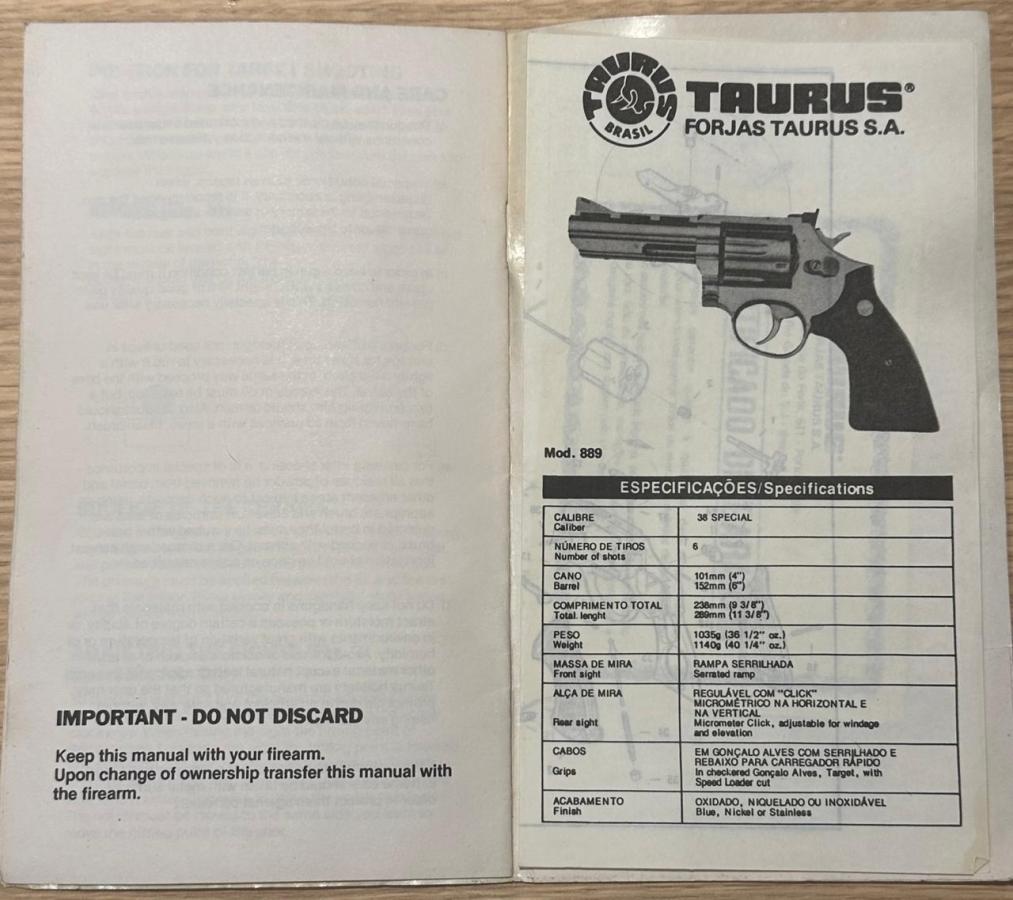 IMPORTANT - DO NOT DISCARD
Keep this manual with your firearm.
Upon change of ownership transfer this manual with
the firearm.
TAURUS
BRASIL
TAURUS®
FORJAS TAURUS S.A.
Mod. 889
ESPECIFICAÇÕES/Specifications
CALIBRE
Caliber
38 SPECIAL
NÚMERO DE TIROS
Number of shots
6
CANO
Barrel
101mm (4")
152mm (6")
COMPRIMENTO TOTAL
Total. lenght
238mm (9 3/8")
289mm (11 3/8")
PESO
Weight
1035g (36 1/2" oz.)
1140g (40 1/4" oz.)
MASSA DE MIRA
Front sight
RAMPA SERRILHADA
Serrated ramp
ALÇA DE MIRA
Rear sight
REGULÁVEL COM "CLICK"
MICROMÉTRICO NA HORIZONTAL E
NA VERTICAL
Micrometer Click, adjustable for windage
and elevation
CABOS
Grips
EM GONÇALO ALVES COM SERRILHADO E
REBAIXO PARA CARREGADOR RÁPIDO
In checkered Gonçalo Alves, Target, with
Speed Loader cut
ACABAMENTO
Finish
OXIDADO, NIQUELADO OU INOXIDÁVEL
Blue, Nickel or Stainless